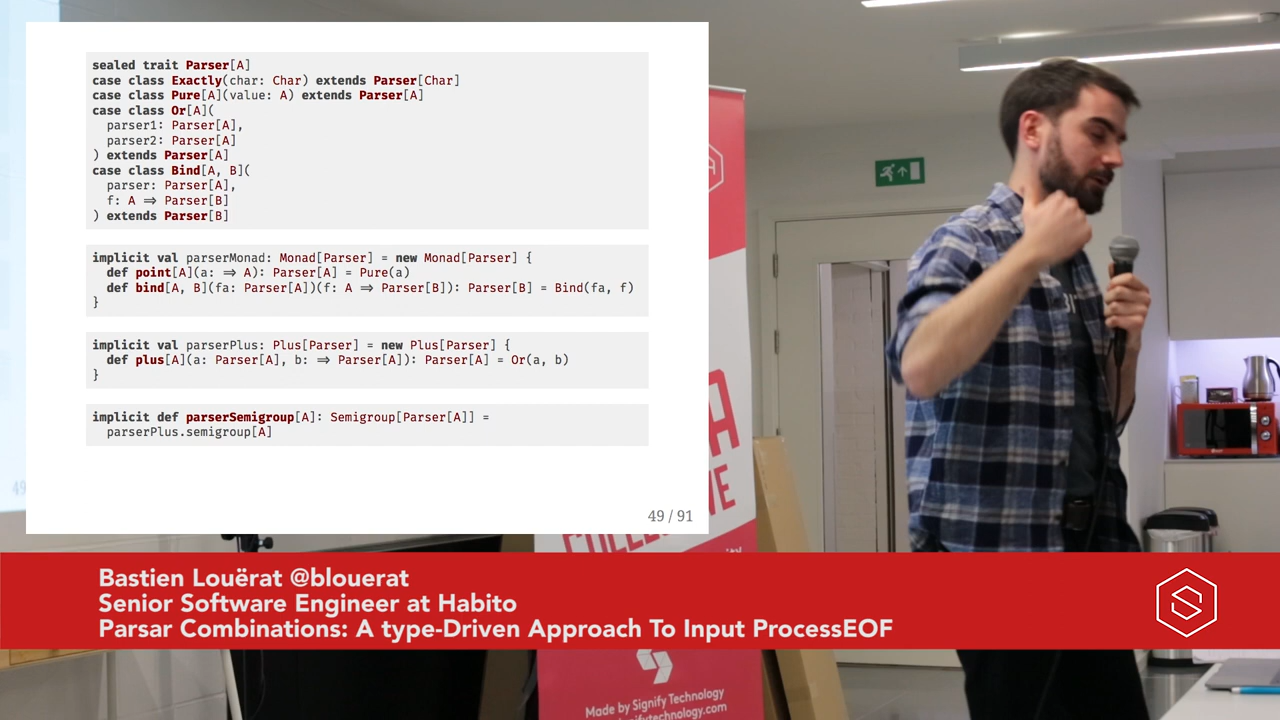 sealed trait Parser[A]
case class Exactly(char: Char) extends Parser[Char]
case class Pure[A](value: A) extends Parser[A]
case class Or[A](
  parser1: Parser[A],
  parser2: Parser[A]
) extends Parser[A]
case class Bind[A, B](
  parser: Parser[A],
  f: A ⇒ Parser[B]
) extends Parser[B]
implicit val parserMonad: Monad[Parser] = new Monad[Parser] {
  def point[A](a: ⇒ A): Parser[A] = Pure(a)
  def bind[A, B](fa: Parser[A])(f: A ⇒ Parser[B]): Parser[B] = Bind(fa, f)
}
implicit val parserPlus: Plus[Parser] = new Plus[Parser] {
  def plus[A](a: Parser[A], b: ⇒ Parser[A]): Parser[A] = Or(a, b)
}
implicit def parserSemigroup[A]: Semigroup[Parser[A]] =
  parserPlus.semigroup[A]
49 / 91
49
Bastien Louërat @blouerat
Senior Software Engineer at Habito
Parsar Combinations: A type-Driven Approach To Input ProcessEOF
Made by Signify Technology